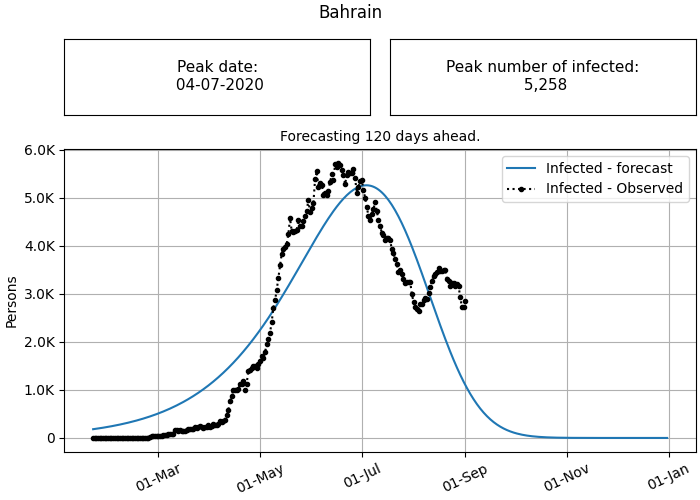 Bahrain
Peak date:
04-07-2020
Peak number of infected:
5,258
Forecasting 120 days ahead.
6.0K
5.0K
4.0K
3.0K
2.0K
1.0K
0
Persons
Infected - forecast
Infected - Observed
01-Mar
01-May
01-Jul
01-Sep
01-Nov
01-Jan